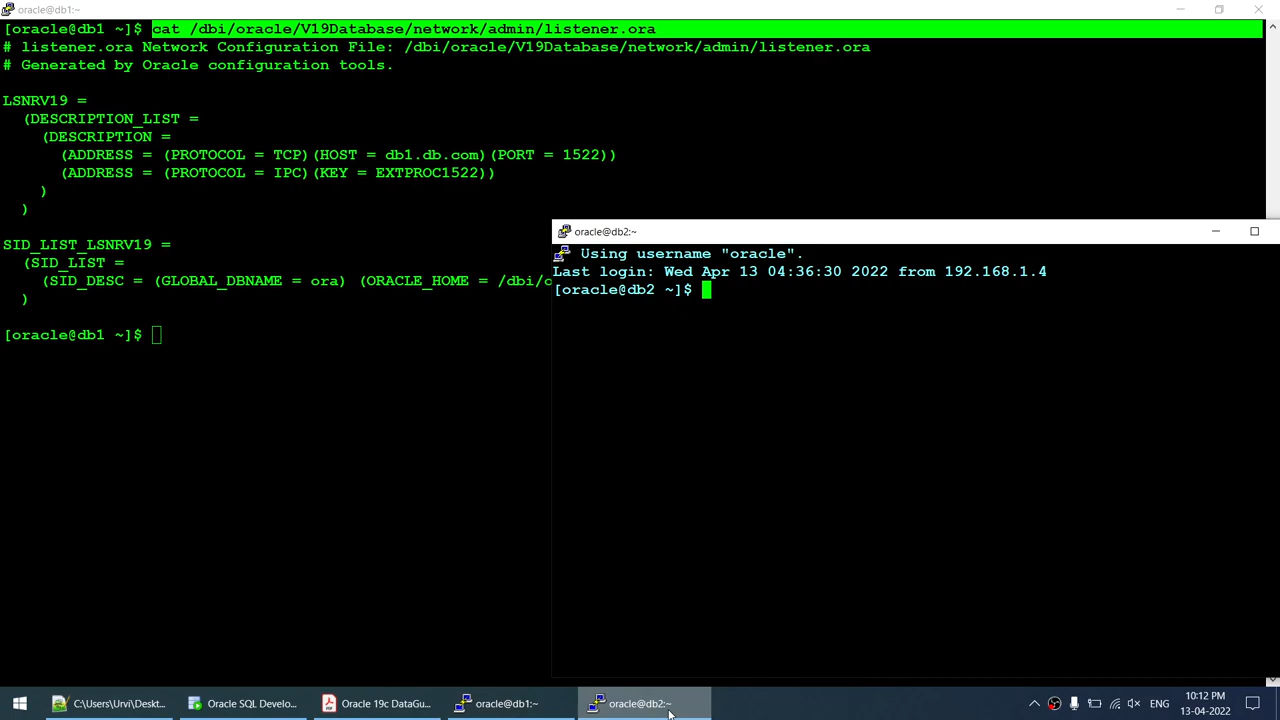 oracle@db1:~
[oracle@db1 ~]$ cat /dbi/oracle/V19Database/network/admin/listener.ora
# listener.ora Network Configuration File: /dbi/oracle/V19Database/network/admin/listener.ora
# Generated by Oracle configuration tools.
LSNRV19 =
(DESCRIPTION_LIST =
(DESCRIPTION =
(ADDRESS = (PROTOCOL = TCP)(HOST = db1.db.com)(PORT = 1522))
(ADDRESS = (PROTOCOL = IPC)(KEY = EXTPROC1522))
)
)
SID_LIST_LSNRV19 =
(SID_LIST =
(SID_DESC = (GLOBAL_DBNAME = ora) (ORACLE_HOME = /dbi/
)
[oracle@db1 ~]$
oracle@db2:~
Using username "oracle".
Last login: Wed Apr 13 04:36:30 2022 from 192.168.1.4
[oracle@db2 ~]$
C:\Users\Urvi\Deskt...
Oracle SQL Develo...
Oracle 19c DataGu...
oracle@db1:~
oracle@db2:~
ENG
10:12 PM
13-04-2022